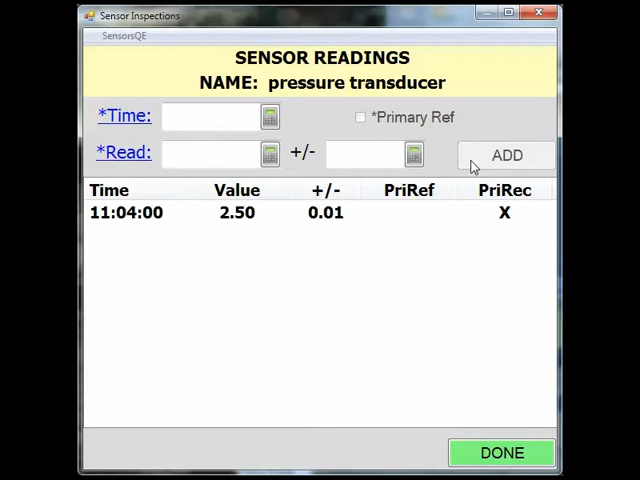 Sensor Inspections
SensorsQE
SENSOR READINGS
NAME: pressure transducer
*Time: *Primary Ref
*Read: +/- ADD
Time Value +/- PriRef PriRec
11:04:00 2.50 0.01 X
DONE